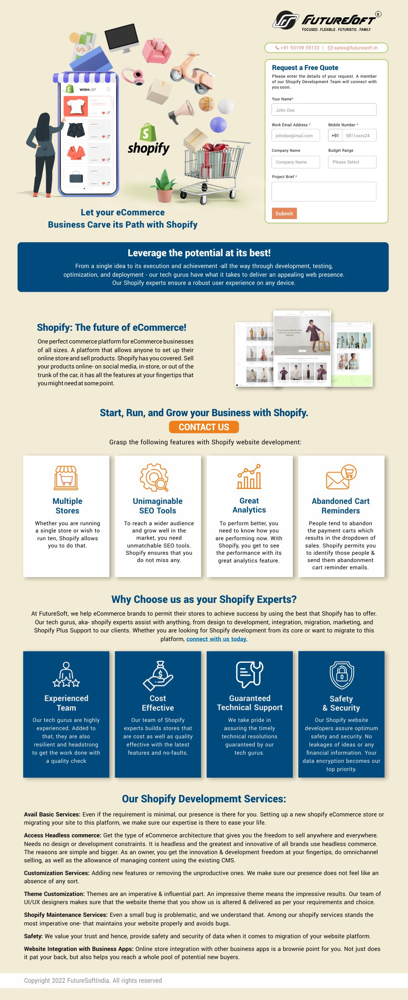 FUTURESOFT®
FOCUSED . FLEXIBLE . FUTURISTIC . FAMILY
+91 93199 55133 | sales@futuresoft.in
Request a Free Quote
Please enter the details of your request. A member
of our Shopify Development Team will connect with
you soon.
Your Name*
John Doe
Work Email Address * Mobile Number *
johndoe@mail.com +91 9811xxxx24
Company Name Budget Range
Company Name Please Select
Project Brief *
Submit
WISHLIST
shopify
Let your eCommerce
Business Carve its Path with Shopify
Leverage the potential at its best!
From a single idea to its execution and achievement -all the way through development, testing,
optimization, and deployment - our tech gurus have what it takes to deliver an appealing web presence.
Our Shopify experts ensure a robust user experience on any device.
Shopify: The future of eCommerce!
One perfect commerce platform for eCommerce businesses
of all sizes. A platform that allows anyone to set up their
online store and sell products. Shopify has you covered. Sell
your products online- on social media, in-store, or out of the
trunk of the car, it has all the features at your fingertips that
you might need at some point.
Start, Run, and Grow your Business with Shopify.
CONTACT US
Grasp the following features with Shopify website development:
Multiple
Stores
Whether you are running
a single store or wish to
run ten, Shopify allows
you to do that.
Unimaginable
SEO Tools
To reach a wider audience
and grow well in the
market, you need
unmatchable SEO tools.
Shopify ensures that you
do not miss any.
Great
Analytics
To perform better, you
need to know how you
are performing now. With
Shopify, you get to see
the performance with its
great analytics feature.
Abandoned Cart
Reminders
People tend to abandon
the payment carts which
results in the dropdown of
sales. Shopify permits you
to identify those people &
send them abandonment
cart reminder emails.
Why Choose us as your Shopify Experts?
At FutureSoft, we help eCommerce brands to permit their stores to achieve success by using the best that Shopify has to offer.
Our tech gurus, aka- shopify experts assist with anything, from design to development, integration, migration, marketing, and
Shopify Plus Support to our clients. Whether you are looking for Shopify development from its core or want to migrate to this
platform, connect with us today.
Experienced
Team
Our tech gurus are highly
experienced. Added to
that, they are also
resilient and headstrong
to get the work done with
a quality check
Cost
Effective
Our team of Shopify
experts builds stores that
are cost as well as quality
effective with the latest
features and no-faults.
Guaranteed
Technical Support
We take pride in
assuring the timely
technical resolutions
guaranteed by our
tech gurus.
Safety
& Security
Our Shopify website
developers assure optimum
safety and security. No
leakages of ideas or any
financial information. Your
data encryption becomes our
top priority.
Our Shopify Developmemt Services:
Avail Basic Services: Even if the requirement is minimal, our presence is there for you. Setting up a new shopify eCommerce store or
migrating your site to this platform, we make sure our expertise is there to ease your life.
Access Headless commerce: Get the type of eCommerce architecture that gives you the freedom to sell anywhere and everywhere.
Needs no design or development constraints. It is headless and the greatest and innovative of all brands use headless commerce.
The reasons are simple and bigger. As an owner, you get the innovation & development freedom at your fingertips, do omnichannel
selling, as well as the allowance of managing content using the existing CMS.
Customization Services: Adding new features or removing the unproductive ones. We make sure our presence does not feel like an
absence of any sort.
Theme Customization: Themes are an imperative & influential part. An impressive theme means the impressive results. Our team of
UI/UX designers makes sure that the website theme that you show us is altered & delivered as per your requirements and choice.
Shopify Maintenance Services: Even a small bug is problematic, and we understand that. Among our shopify services stands the
most imperative one- that maintains your website properly and avoids bugs.
Safety: We value your trust and hence, provide safety and security of data when it comes to migration of your website platform.
Website Integration with Business Apps: Online store integration with other business apps is a brownie point for you. Not just does
it pat your back, but also helps you reach a whole pool of potential new buyers.
Copyright 2022 FutureSoftIndia. All rights reserved